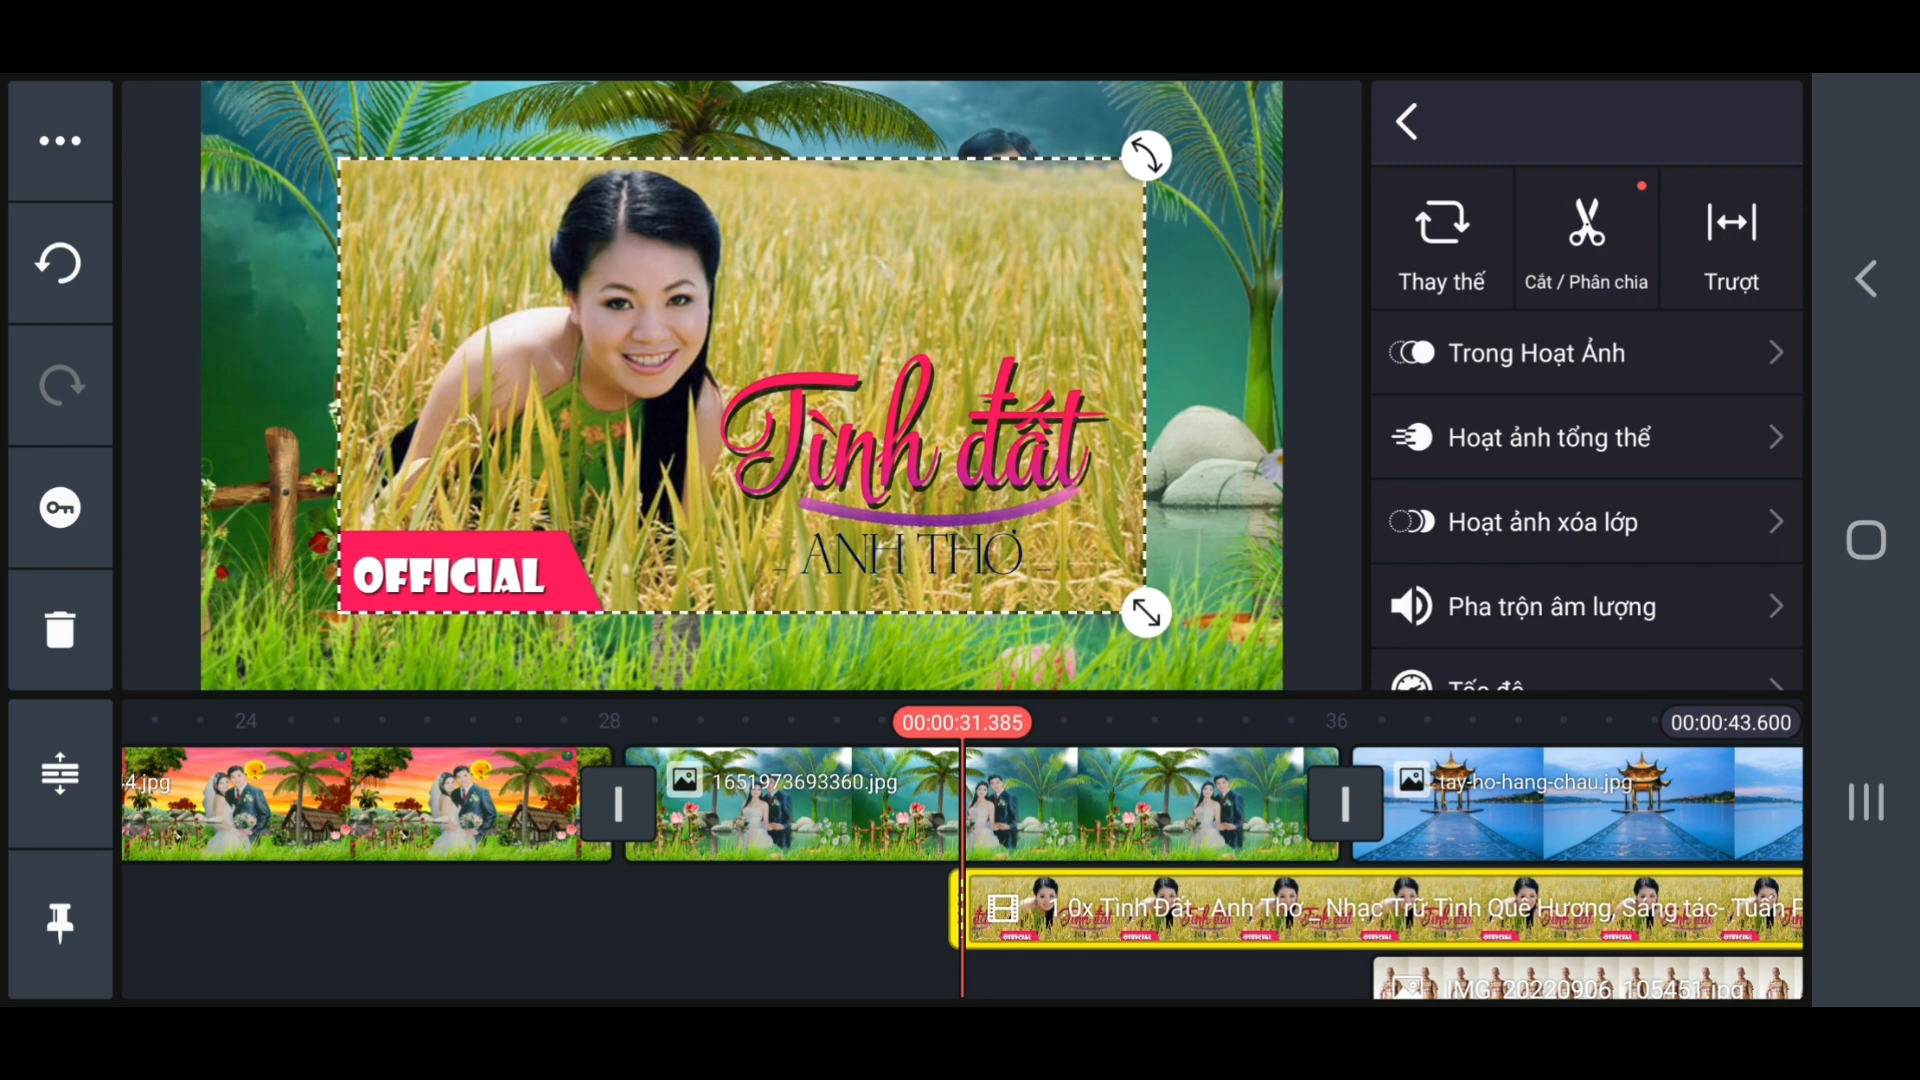 Thay thế
Cắt / Phân chia
Trượt
Trong Hoạt Ảnh
Hoạt ảnh tổng thể
Hoạt ảnh xóa lớp
Pha trộn âm lượng
Tốc độ
Tình đất
ANH THƠ
OFFICIAL
24
28
00:00:31.385
36
00:00:43.600
4.jpg
1651973693360.jpg
tay-ho-hang-chau.jpg
1.0x Tình Đất - Anh Thơ _ Nhạc Trữ Tình Quê Hương, Sáng tác- Tuấn
IMG_20220906_105451.jpg